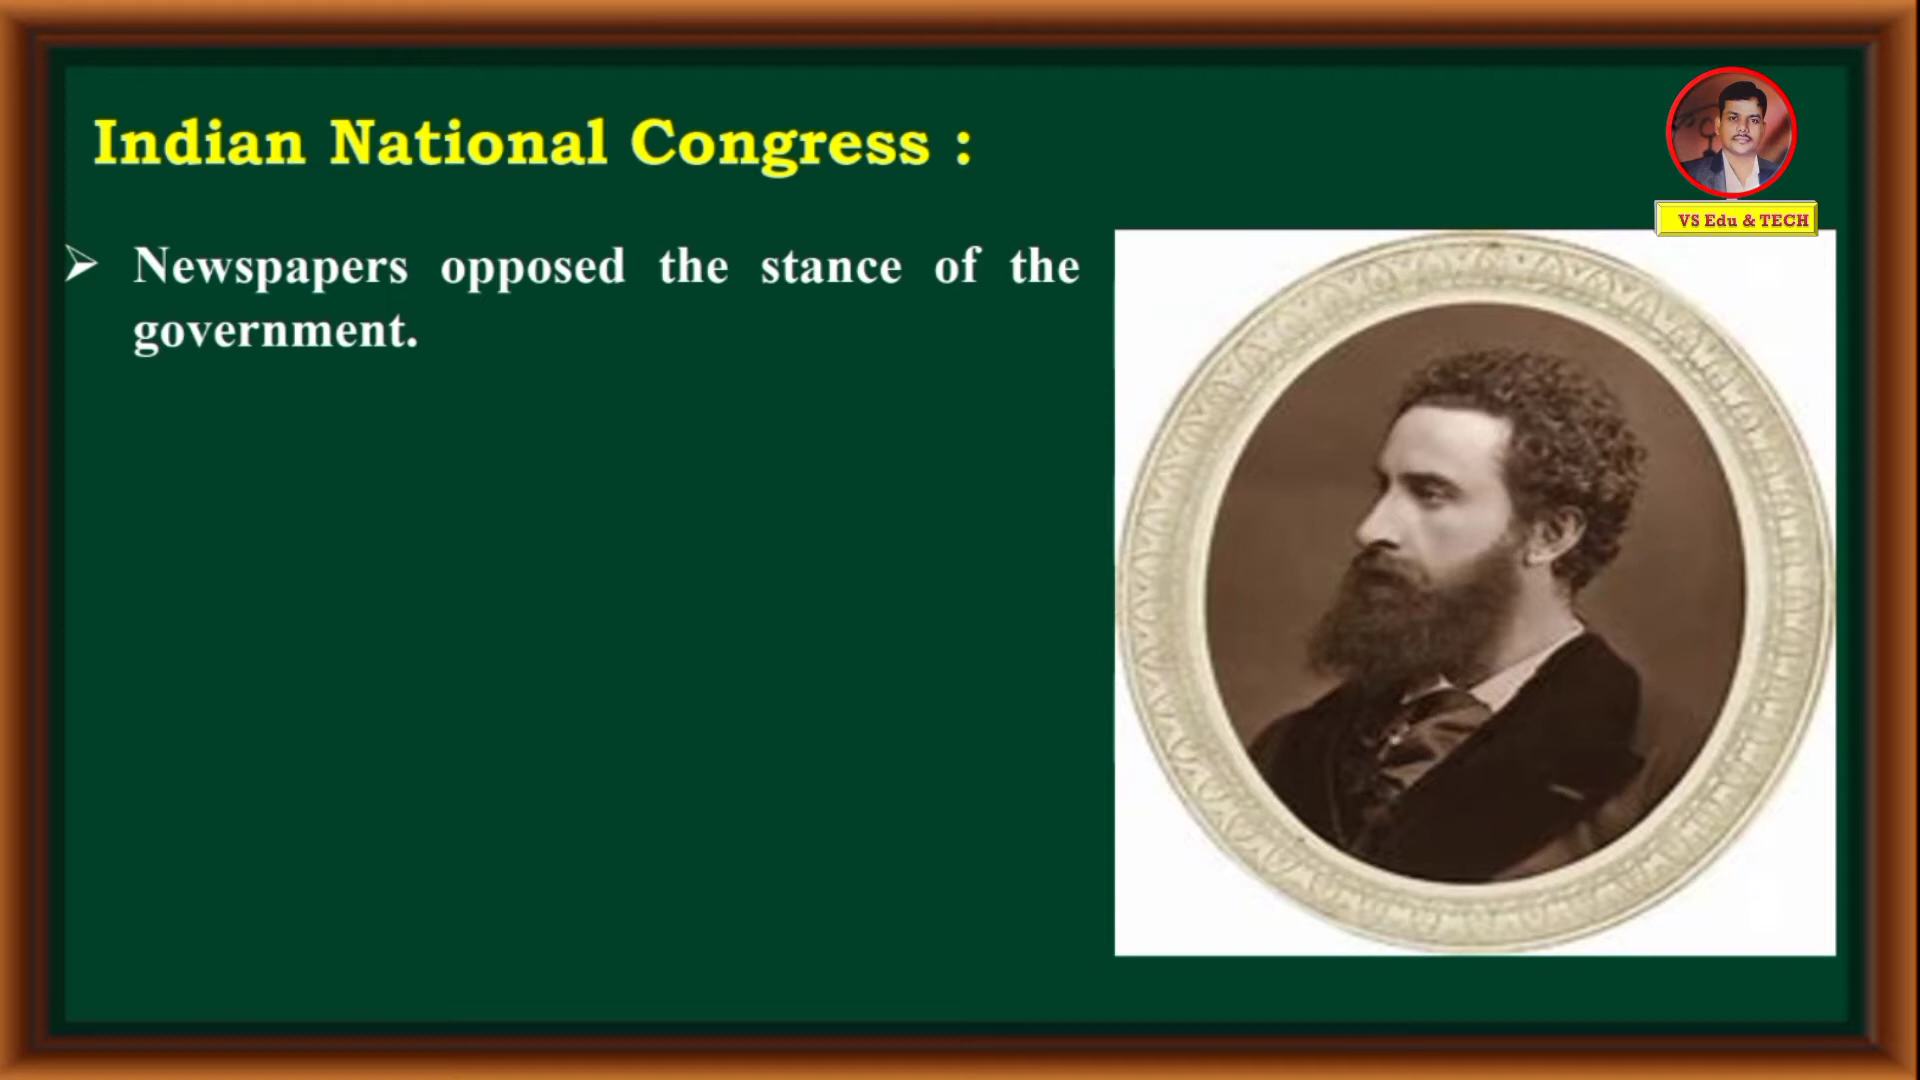 Indian National Congress :
VS Edu & TECH
➢ Newspapers opposed the stance of the
government.